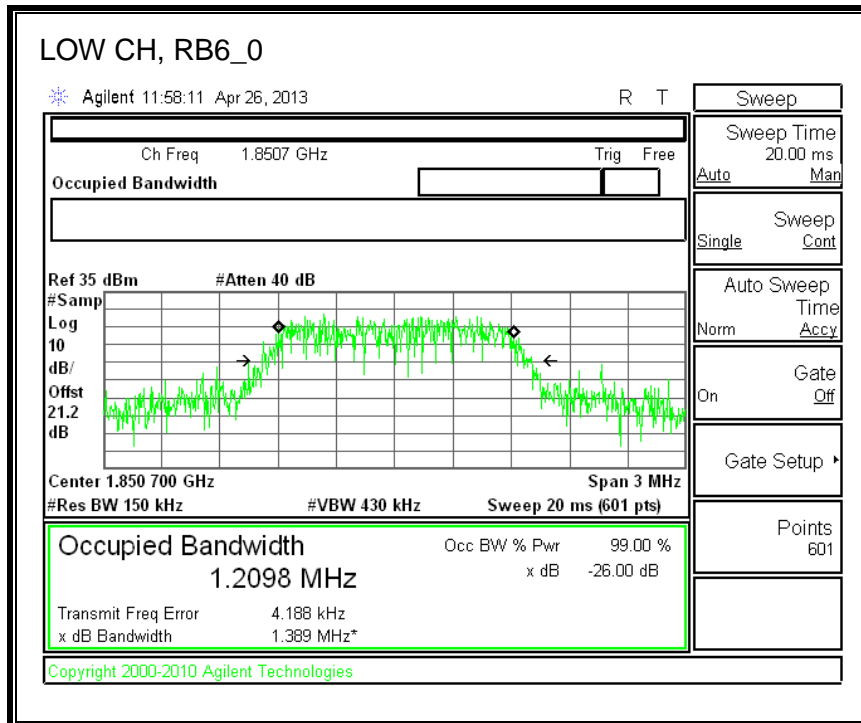 LOW CH, RB6_0
Agilent 11:58:11 Apr 26, 2013 R T
Ch Freq 1.8507 GHz Trig Free
Occupied Bandwidth
Ref 35 dBm #Atten 40 dB
#Samp
Log
10
dB/
Offst
21.2
dB
Center 1.850 700 GHz Span 3 MHz
#Res BW 150 kHz #VBW 430 kHz Sweep 20 ms (601 pts)
Occupied Bandwidth Occ BW % Pwr 99.00 %
1.2098 MHz x dB -26.00 dB
Transmit Freq Error 4.188 kHz
x dB Bandwidth 1.389 MHz*
Copyright 2000-2010 Agilent Technologies
Sweep
Sweep Time
20.00 ms
Auto Man
Sweep
Single Cont
Auto Sweep
Time
Norm Accy
Gate
On Off
Gate Setup
Points
601